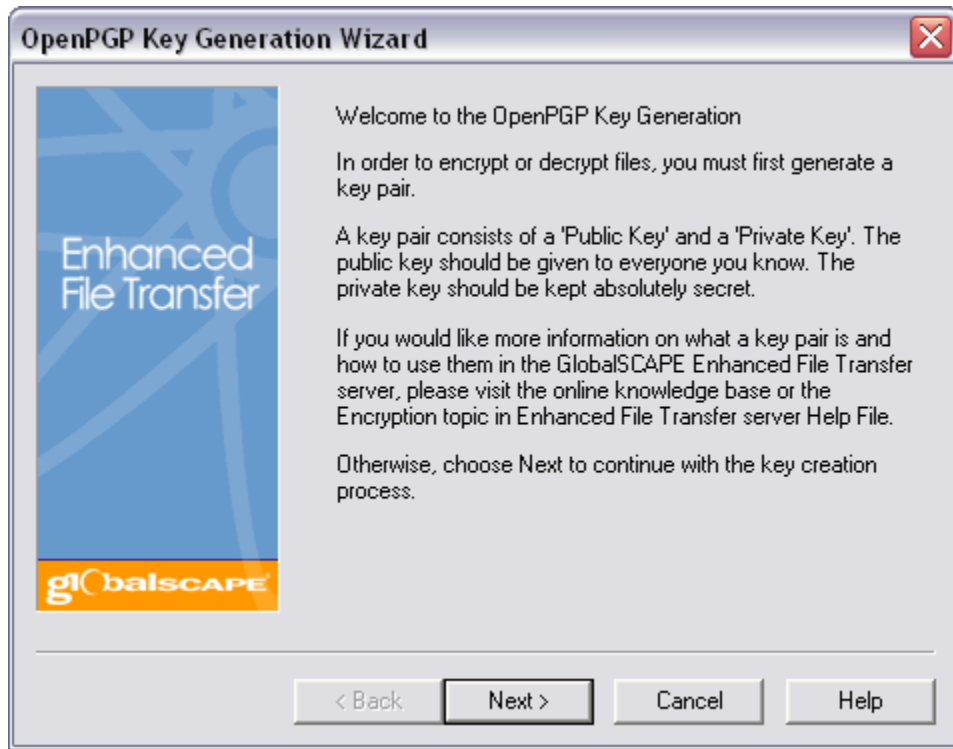 OpenPGP Key Generation Wizard
Enhanced
File Transfer
globalSCAPE
Welcome to the OpenPGP Key Generation
In order to encrypt or decrypt files, you must first generate a
key pair.
A key pair consists of a 'Public Key' and a 'Private Key'. The
public key should be given to everyone you know. The
private key should be kept absolutely secret.
If you would like more information on what a key pair is and
how to use them in the GlobalSCAPE Enhanced File Transfer
server, please visit the online knowledge base or the
Encryption topic in Enhanced File Transfer server Help File.
Otherwise, choose Next to continue with the key creation
process.
< Back
Next >
Cancel
Help